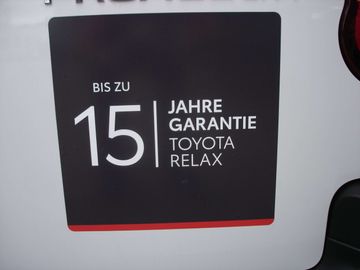 BIS ZU
15
JAHRE
GARANTIE
TOYOTA
RELAX